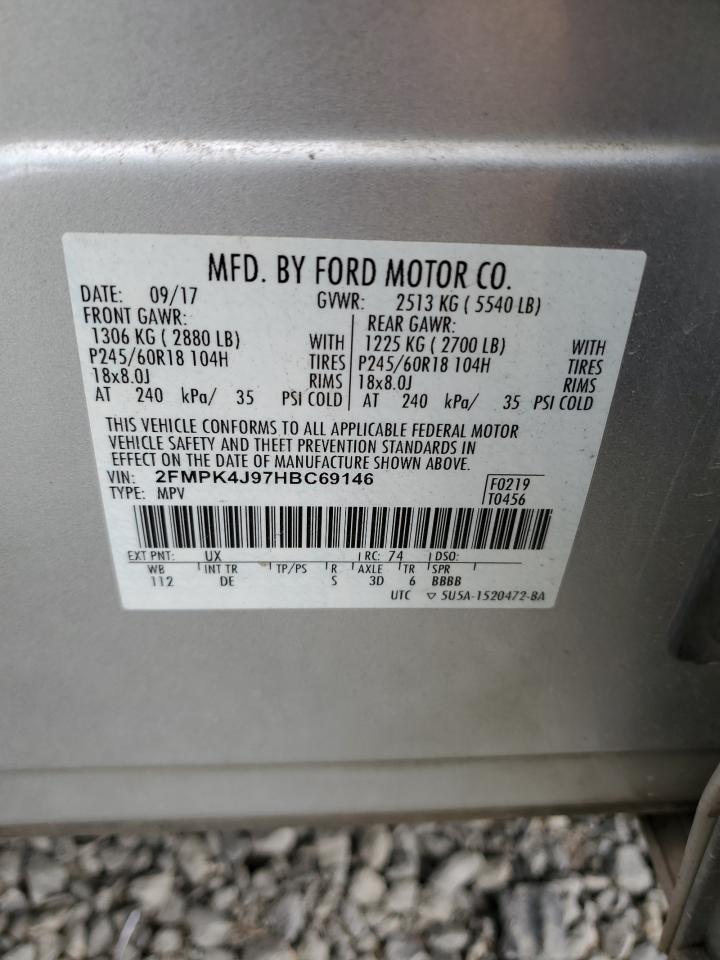 MFD. BY FORD MOTOR CO.
DATE: 09/17 GVWR: 2513 KG ( 5540 LB)
FRONT GAWR: REAR GAWR:
1306 KG ( 2880 LB) WITH 1225 KG ( 2700 LB) WITH
P245/60R18 104H TIRES P245/60R18 104H TIRES
18x8.0J RIMS 18x8.0J RIMS
AT 240 kPa/ 35 PSI COLD AT 240 kPa/ 35 PSI COLD
THIS VEHICLE CONFORMS TO ALL APPLICABLE FEDERAL MOTOR
VEHICLE SAFETY AND THEFT PREVENTION STANDARDS IN
EFFECT ON THE DATE OF MANUFACTURE SHOWN ABOVE.
VIN: 2FMPK4J97HBC69146 F0219
TYPE: MPV T0456
EXT PNT: UX RC: 74 DSO:
WB INT TR TP/PS R AXLE TR SPR
112 DE S 3D 6 BBBB
UTC ▽ 5U5A-1520472-BA